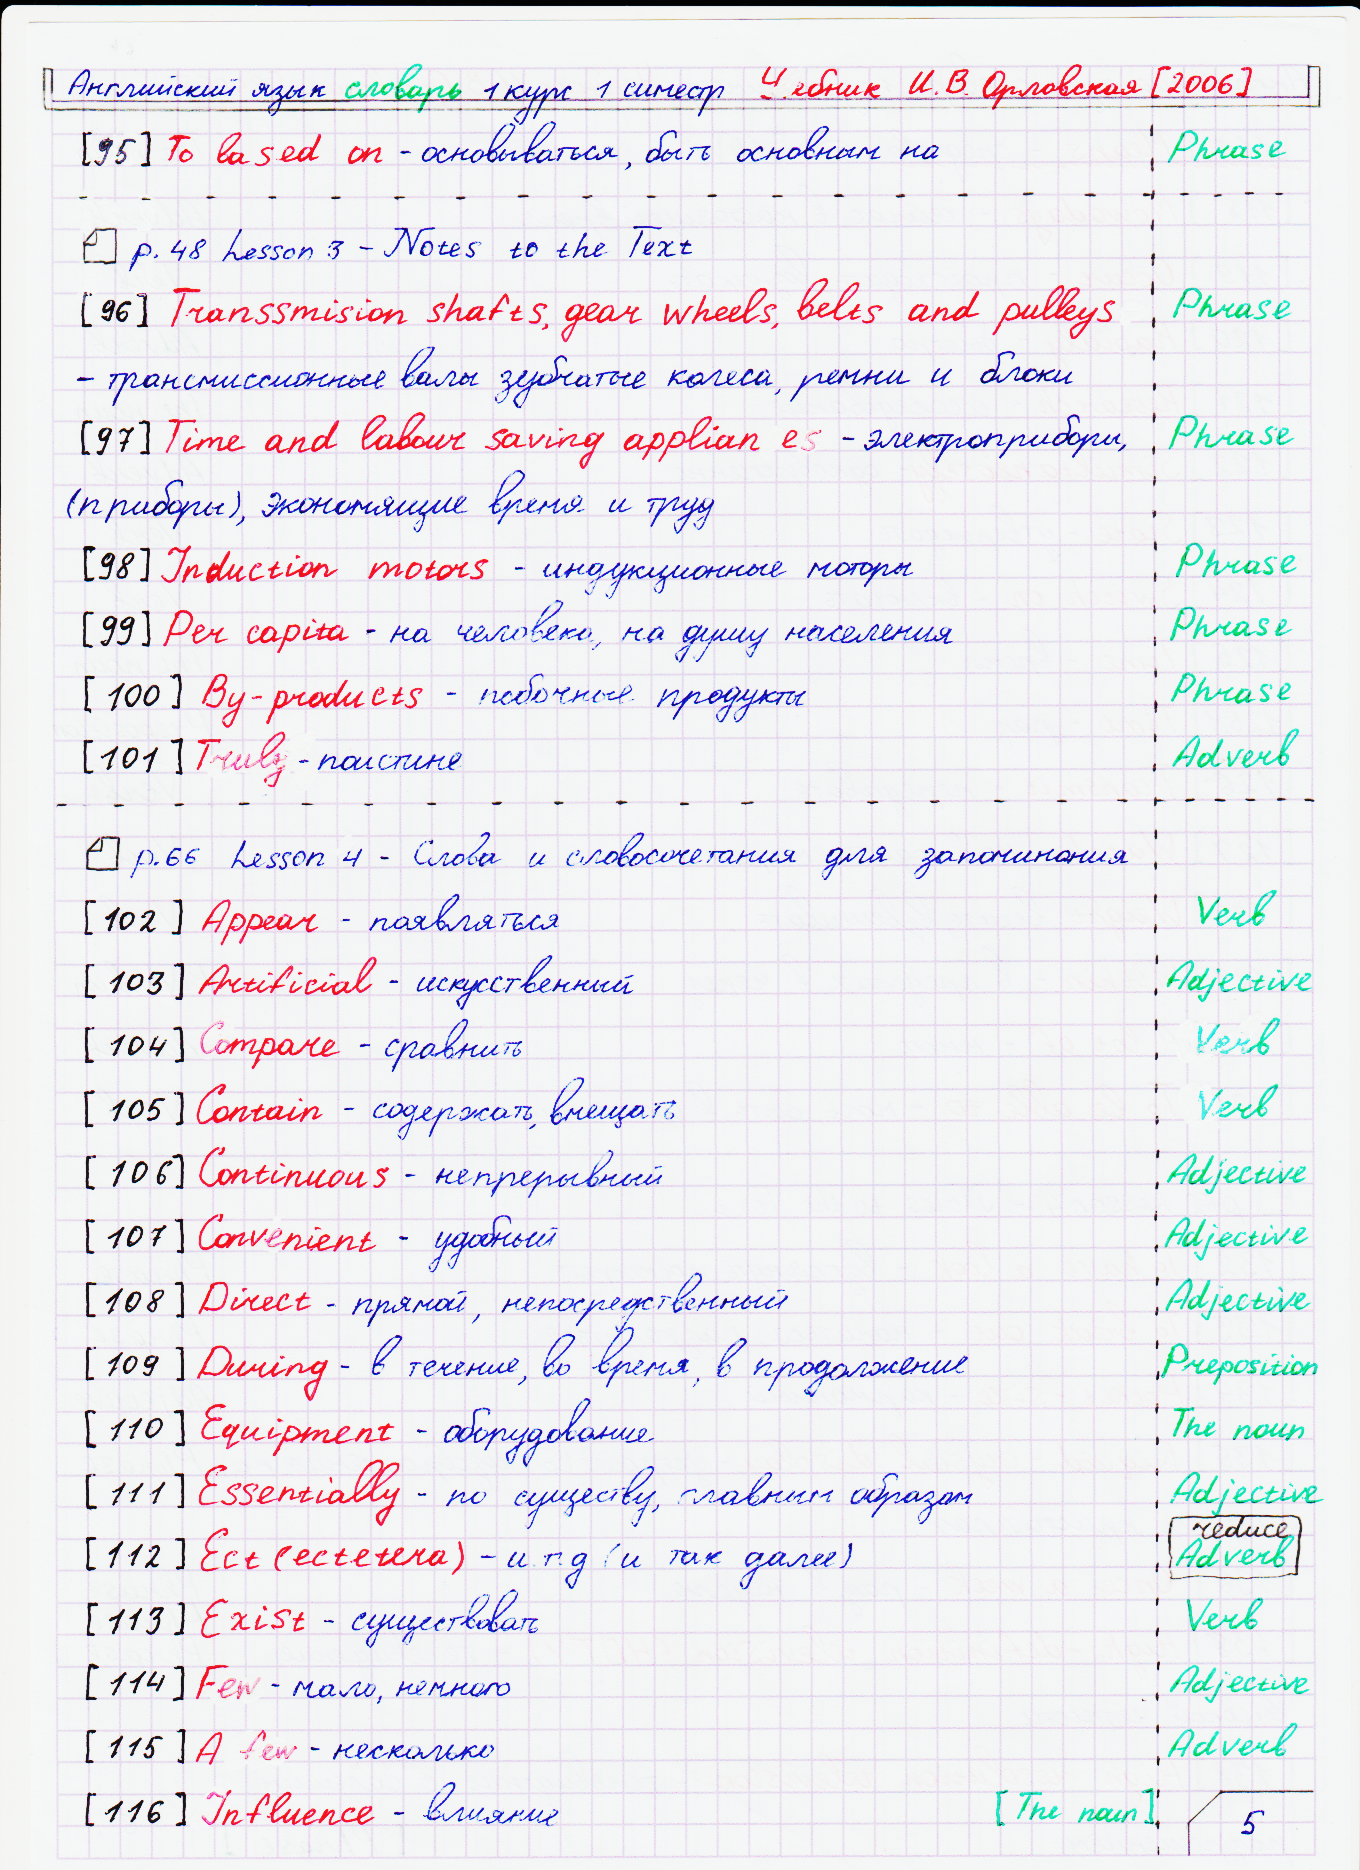 Английский язык словарь 1 курс 1 симестр Учебник И.В. Орловская [2006]
[95] To based on - основываться, быть основным на Phrase
p.48 Lesson 3 - Notes to the Text
[96] Transsmision shafts, gear wheels, belts and pulleys Phrase
- трансмиссионные валы зубчатые колеса, ремни и блоки
[97] Time and labour saving applian es - электроприборы, Phrase
(приборы), экономящие время и труд
[98] Induction motors - индукционные моторы Phrase
[99] Per capita - на человека, на душу населения Phrase
[100] By-products - побочные продукты Phrase
[101] Truly - поистине Adverb
p.66 Lesson 4 - Слова и словосочетания для запоминания
[102] Appear - появляться Verb
[103] Artificial - искусственный Adjective
[104] Compare - сравнить Verb
[105] Contain - содержать, вмещать Verb
[106] Continuous - непрерывный Adjective
[107] Convenient - удобный Adjective
[108] Direct - прямой, непосредственный Adjective
[109] During - в течение, во время, в продолжение Preposition
[110] Equipment - оборудование The noun
[111] Essentially - по существу, главным образом Adjective
reduce
[112] Ect (ectetera) - и т.д (и так далее) Adverb
[113] Exist - существовать Verb
[114] Few - мало, немного Adjective
[115] A few - несколько Adverb
[116] Influence - влияние [The noun]
5